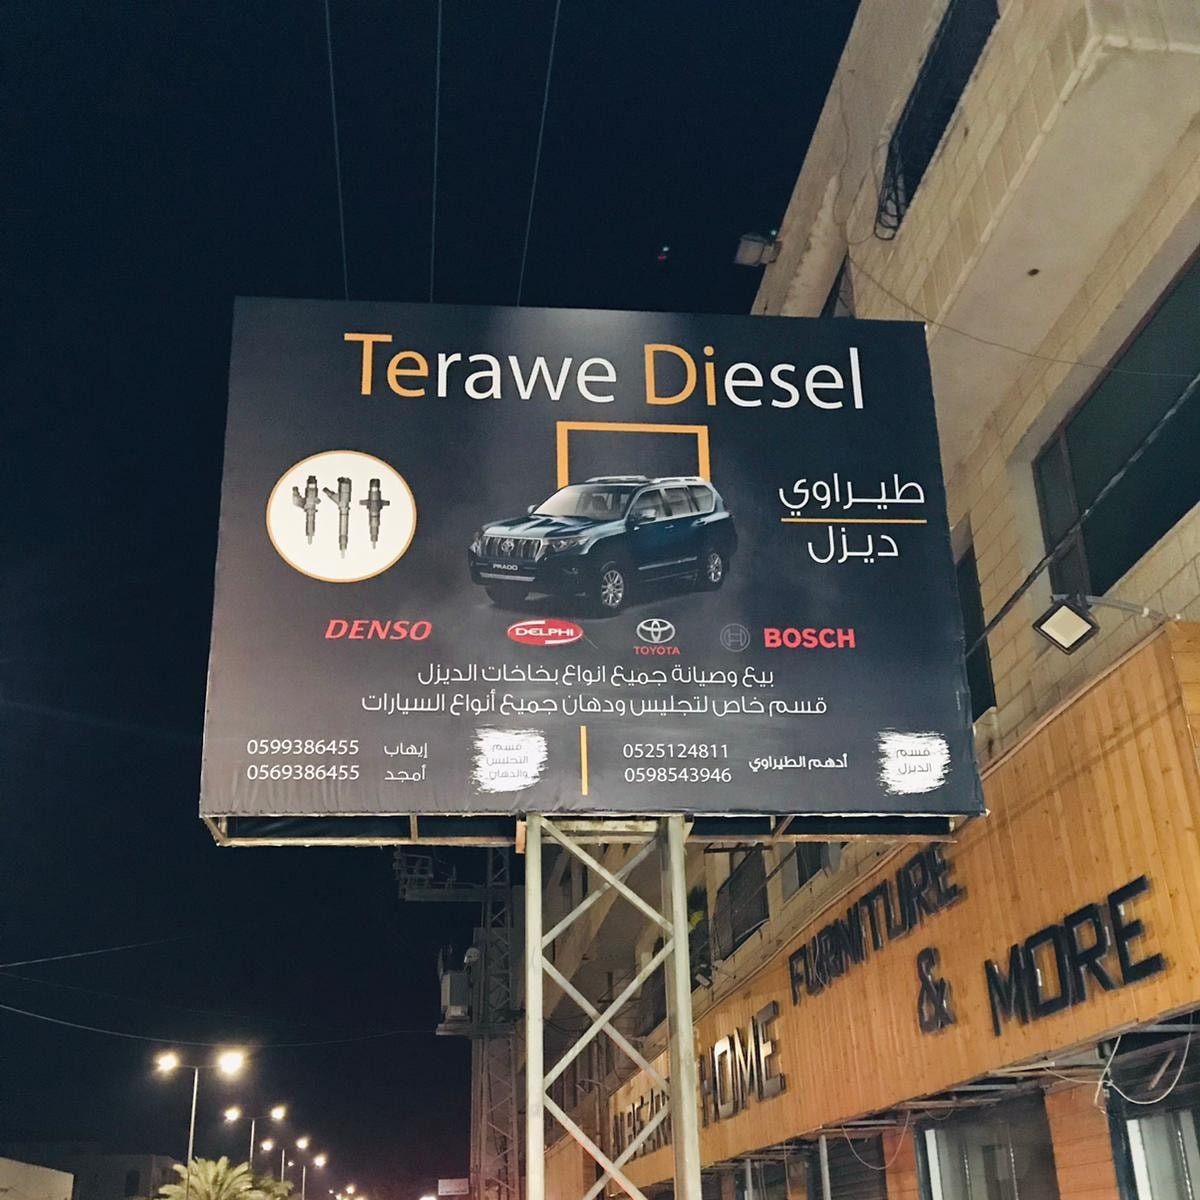 Terawe Diesel
طيراوي
ديزل
PRADO
DENSO
DELPHI
TOYOTA
BOSCH
بيع وصيانة جميع انواع بخاخات الديزل
قسم خاص لتجليس ودهان جميع أنواع السيارات
قسم
الديزل
أدهم الطيراوي
0525124811
0598543946
قسم
التجليس
والدهان
إيهاب 0599386455
أمجد 0569386455
HOME
FURNITURE
& MORE